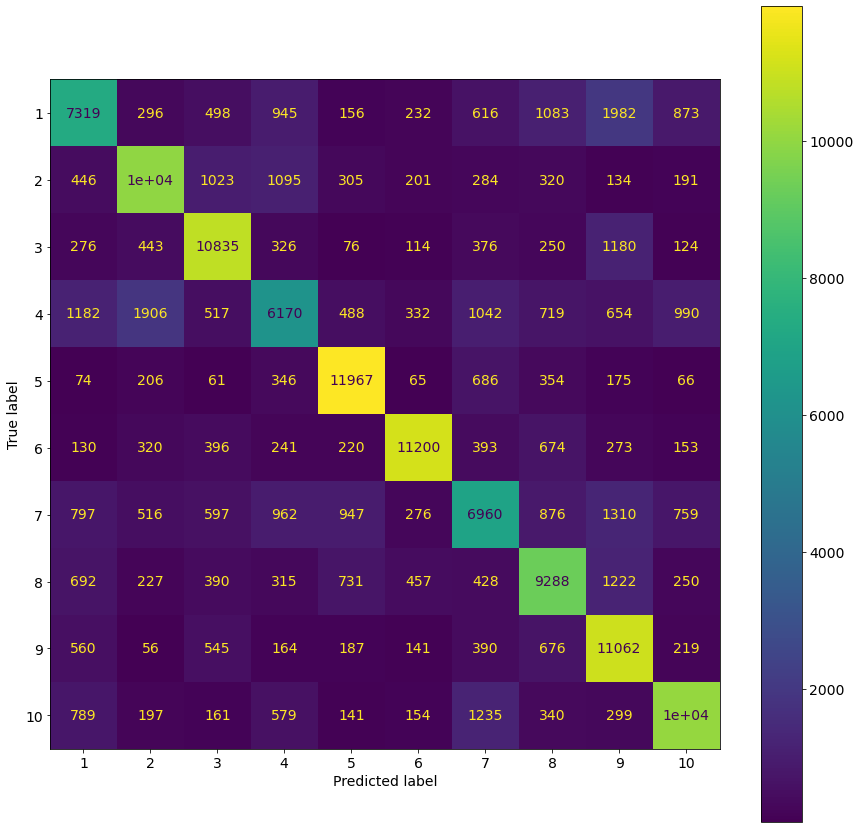 1 7319 296 498 945 156 232 616 1083 1982 873
2 446 1e+04 1023 1095 305 201 284 320 134 191
3 276 443 10835 326 76 114 376 250 1180 124
4 1182 1906 517 6170 488 332 1042 719 654 990
5 74 206 61 346 11967 65 686 354 175 66
6 130 320 396 241 220 11200 393 674 273 153
7 797 516 597 962 947 276 6960 876 1310 759
8 692 227 390 315 731 457 428 9288 1222 250
9 560 56 545 164 187 141 390 676 11062 219
10 789 197 161 579 141 154 1235 340 299 1e+04
1 2 3 4 5 6 7 8 9 10
Predicted label
True label
10000
8000
6000
4000
2000